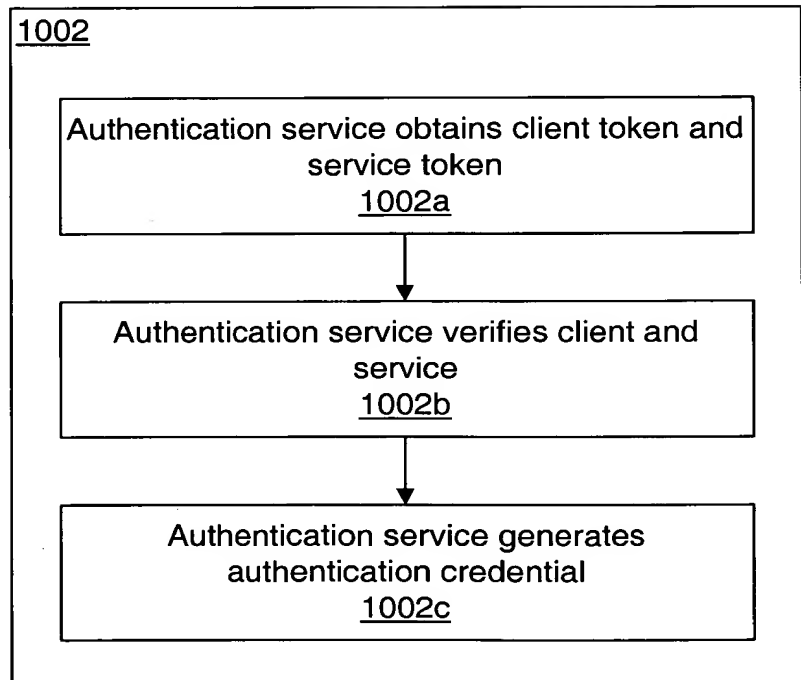 1002
Authentication service obtains client token and
service token
1002a
Authentication service verifies client and
service
1002b
Authentication service generates
authentication credential
1002c